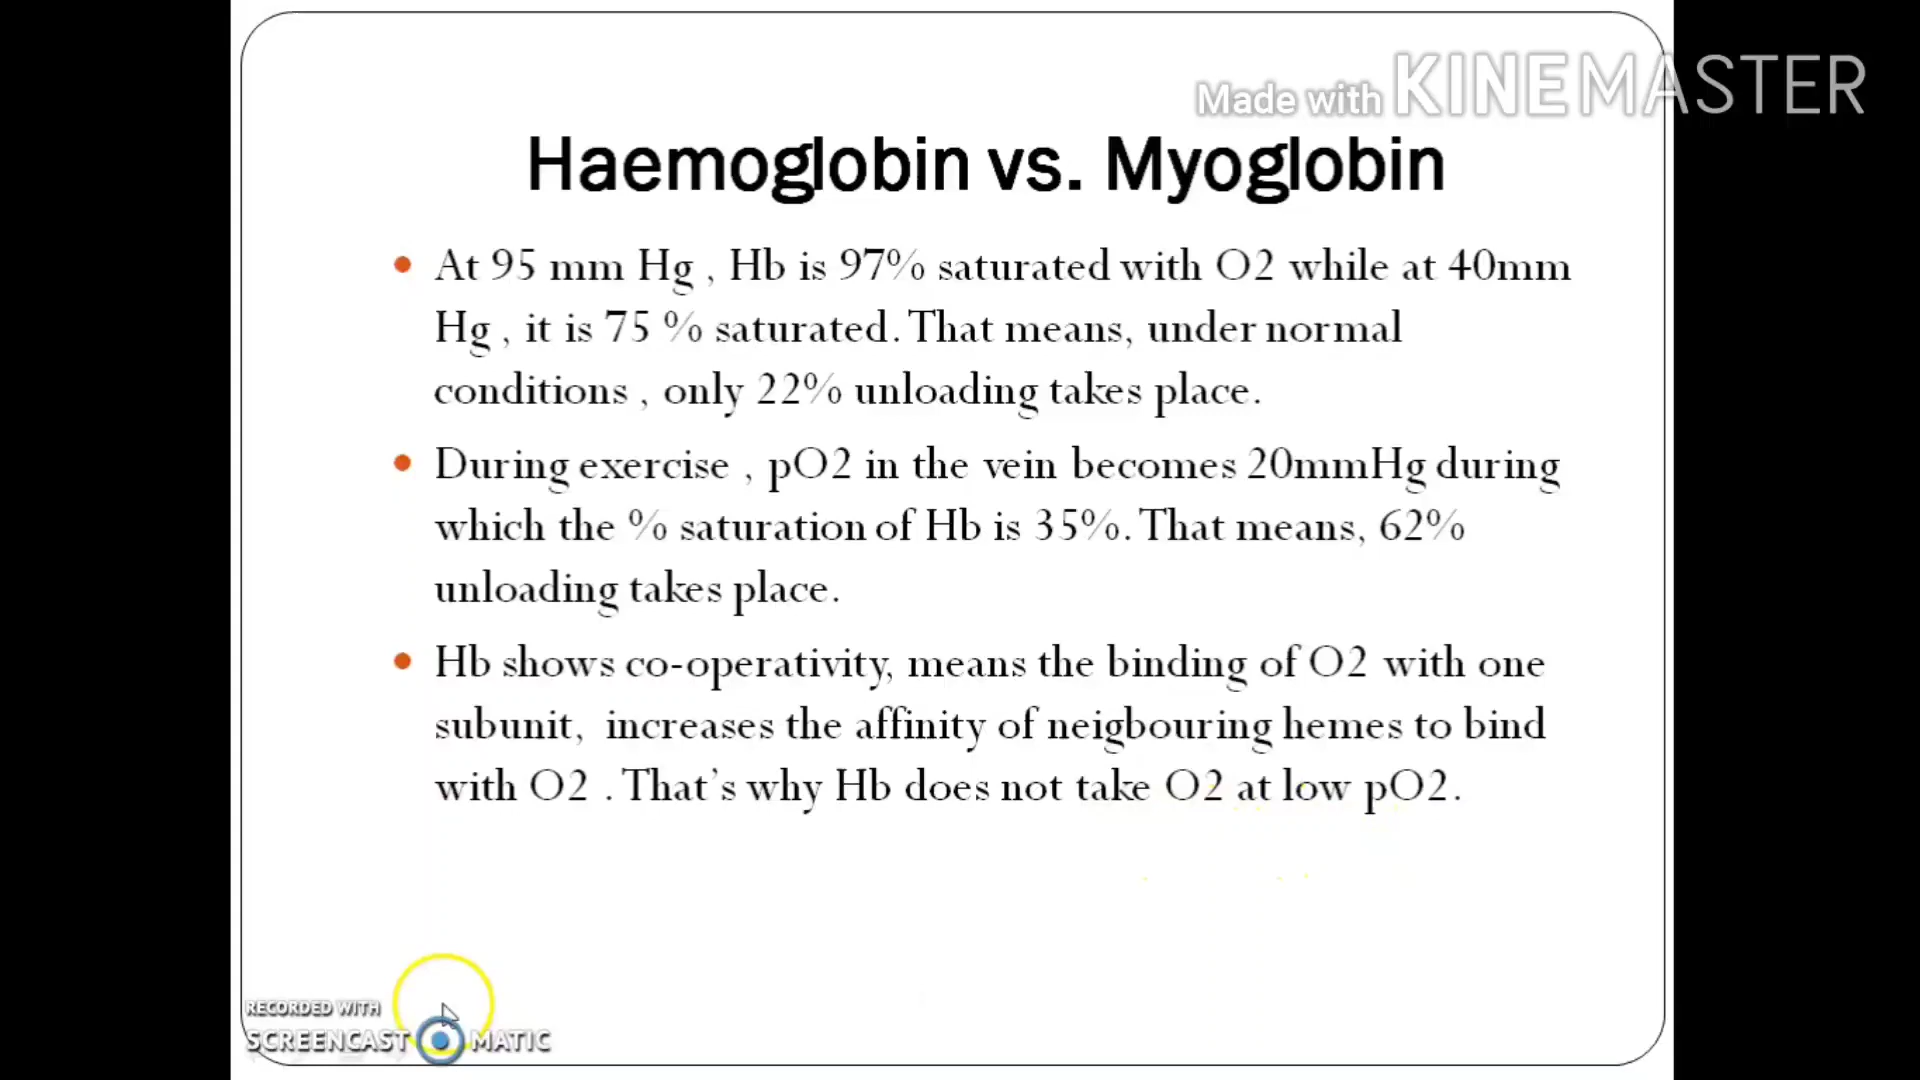 Made with KINEMASTER
Haemoglobin vs. Myoglobin
• At 95 mm Hg , Hb is 97% saturated with O2 while at 40mm
Hg , it is 75 % saturated. That means, under normal
conditions , only 22% unloading takes place.
• During exercise , pO2 in the vein becomes 20mmHg during
which the % saturation of Hb is 35%. That means, 62%
unloading takes place.
• Hb shows co-operativity, means the binding of O2 with one
subunit, increases the affinity of neigbouring hemes to bind
with O2 . That's why Hb does not take O2 at low pO2.
RECORDED WITH
SCREENCAST MATIC